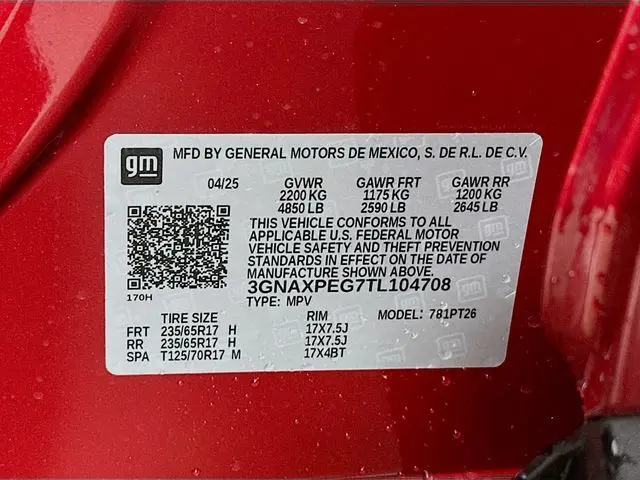 gm MFD BY GENERAL MOTORS DE MEXICO, S. DE R.L. DE C.V.
04/25 GVWR GAWR FRT GAWR RR
2200 KG 1175 KG 1200 KG
4850 LB 2590 LB 2645 LB
THIS VEHICLE CONFORMS TO ALL
APPLICABLE U.S. FEDERAL MOTOR
VEHICLE SAFETY AND THEFT PREVENTION
STANDARDS IN EFFECT ON THE DATE OF
MANUFACTURE SHOWN ABOVE.
170H 3GNAXPEG7TL104708
TYPE: MPV
TIRE SIZE RIM MODEL: 781PT26
FRT 235/65R17 H 17X7.5J
RR 235/65R17 H 17X7.5J
SPA T125/70R17 M 17X4BT